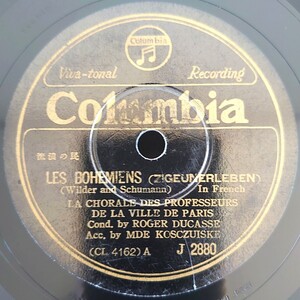 Columbia
Viva-tonal Recording
Columbia
LES BOHEMIENS (ZIGEUNERLEBEN)
(Wilder and Schumann) In French
LA CHORALE DES PROFESSEURS
DE LA VILLE DE PARIS
Cond. by ROGER DUCASSE
Acc. by MDE KOSCZUISKE
(CL 4162) A J 2880